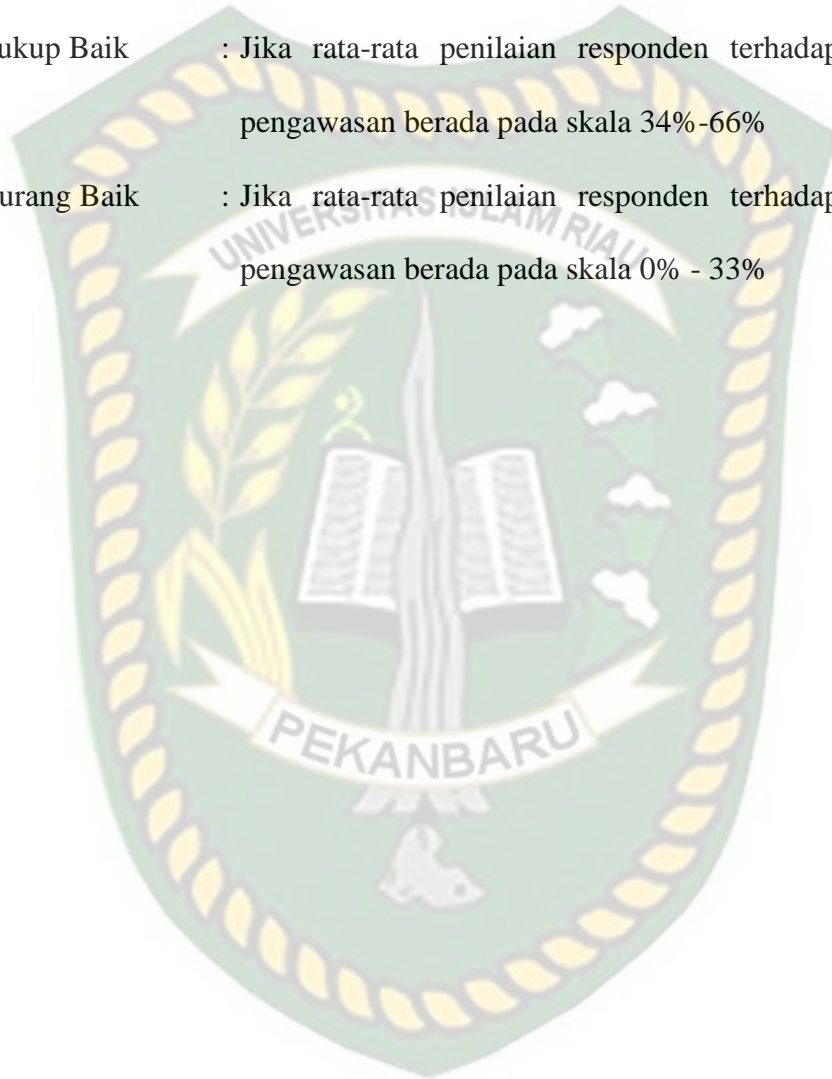 ukup Baik : Jika rata-rata penilaian responden terhadap
pengawasan berada pada skala 34%-66%
urang Baik : Jika rata-rata penilaian responden terhadap
UNIVERSITAS ISLAM RIAU
pengawasan berada pada skala 0% - 33%
PEKANBARU